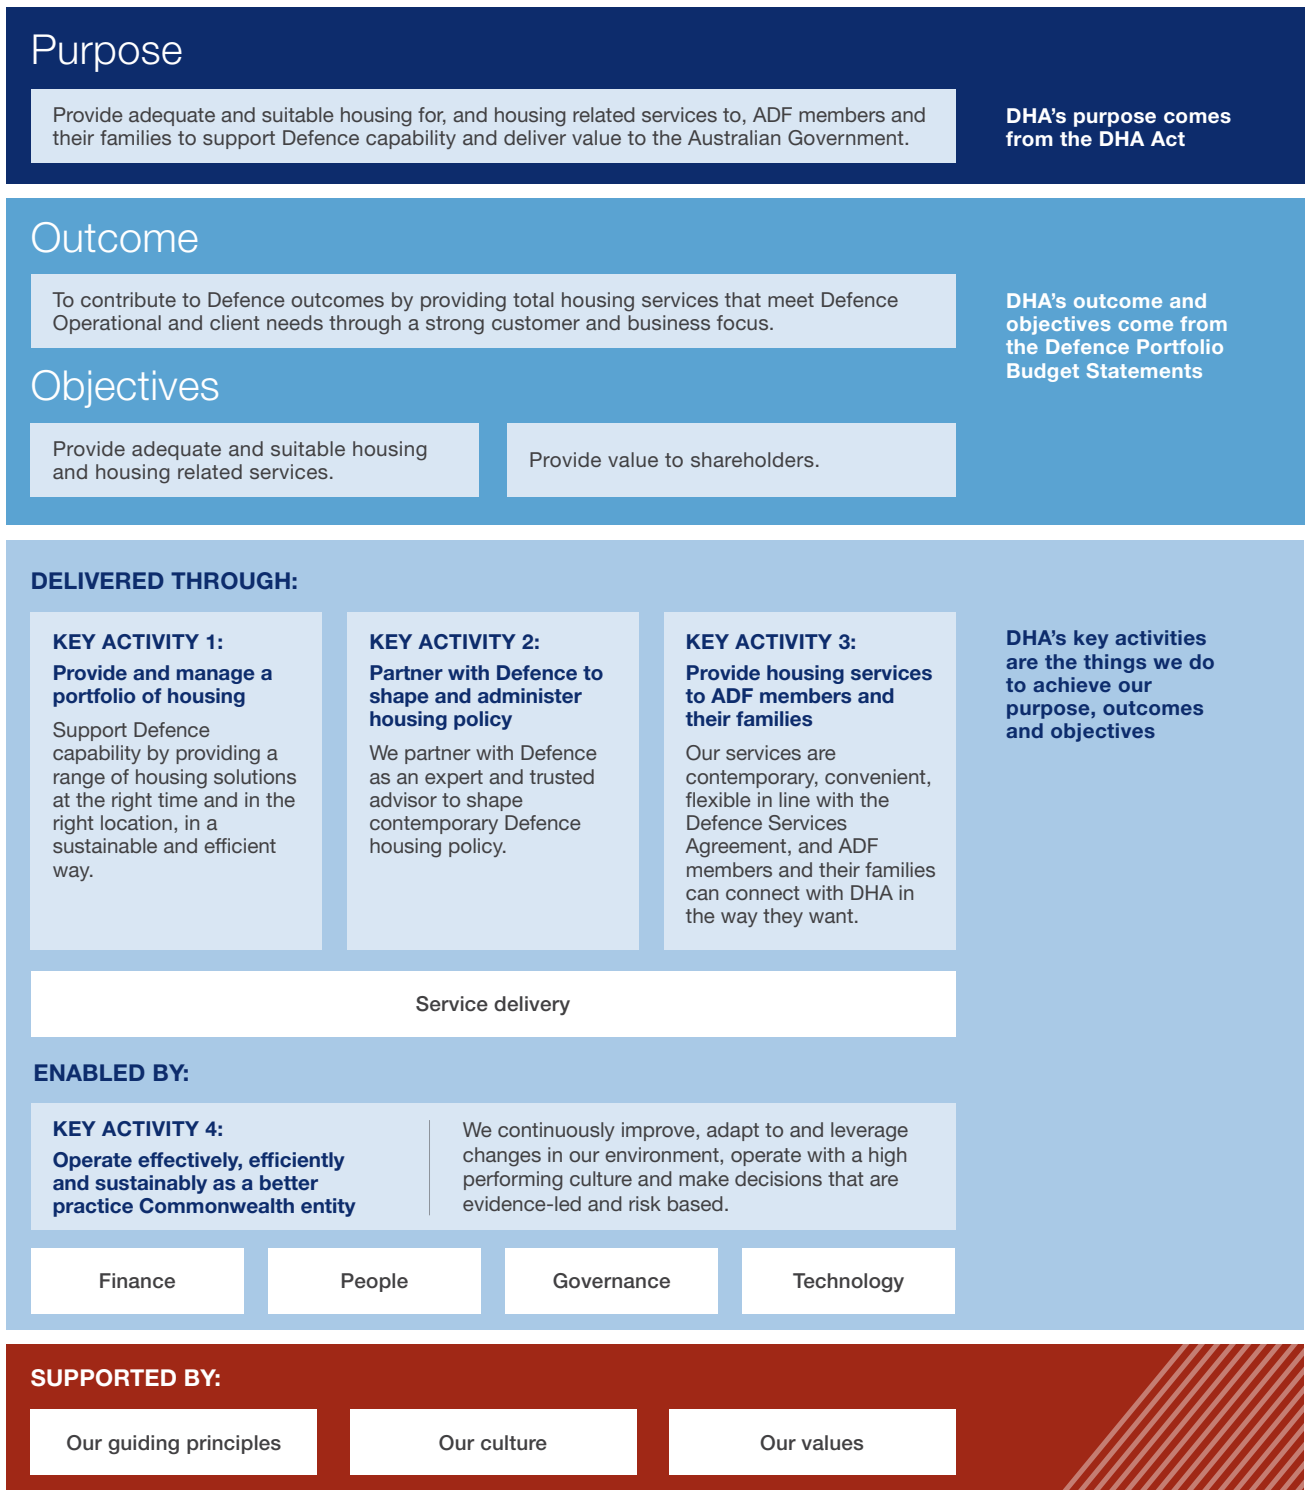 Purpose
Provide adequate and suitable housing for, and housing related services to, ADF members and
their families to support Defence capability and deliver value to the Australian Government.
DHA’s purpose comes
from the DHA Act
Outcome
To contribute to Defence outcomes by providing total housing services that meet Defence
Operational and client needs through a strong customer and business focus.
DHA’s outcome and
objectives come from
the Defence Portfolio
Budget Statements
Objectives
Provide adequate and suitable housing
and housing related services.
Provide value to shareholders.
DELIVERED THROUGH:
KEY ACTIVITY 1:
Provide and manage a
portfolio of housing
Support Defence
capability by providing a
range of housing solutions
at the right time and in the
right location, in a
sustainable and efficient
way.
KEY ACTIVITY 2:
Partner with Defence to
shape and administer
housing policy
We partner with Defence
as an expert and trusted
advisor to shape
contemporary Defence
housing policy.
KEY ACTIVITY 3:
Provide housing services
to ADF members and
their families
Our services are
contemporary, convenient,
flexible in line with the
Defence Services
Agreement, and ADF
members and their families
can connect with DHA in
the way they want.
DHA’s key activities
are the things we do
to achieve our
purpose, outcomes
and objectives
Service delivery
ENABLED BY:
KEY ACTIVITY 4:
Operate effectively, efficiently
and sustainably as a better
practice Commonwealth entity
We continuously improve, adapt to and leverage
changes in our environment, operate with a high
performing culture and make decisions that are
evidence-led and risk based.
Finance
People
Governance
Technology
SUPPORTED BY:
Our guiding principles
Our culture
Our values